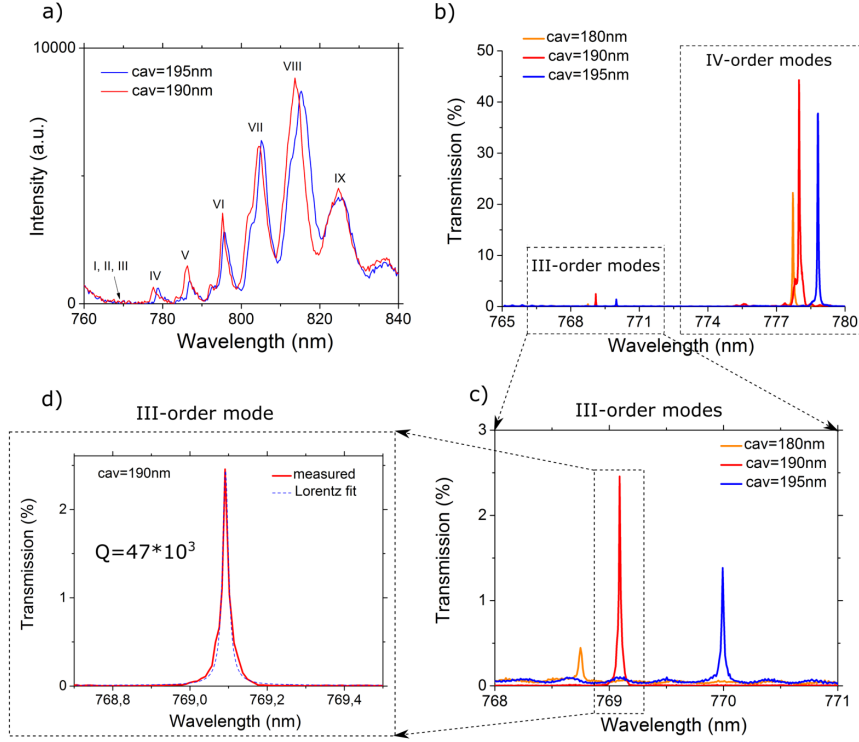 a)
10000
cav=195nm
cav=190nm
VIII
VII
IX
VI
V
I, II, III
IV
0
760
780
800
820
840
Intensity (a.u.)
Wavelength (nm)
b)
cav=180nm
cav=190nm
cav=195nm
IV-order modes
III-order modes
50
40
30
20
10
0
765
768
771
774
777
780
Transmission (%)
Wavelength (nm)
d)
III-order mode
cav=190nm
measured
Lorentz fit
Q=47*10³
2
1
0
768,8
769,0
769,2
769,4
Transmission (%)
Wavelength (nm)
c)
III-order modes
cav=180nm
cav=190nm
cav=195nm
3
2
1
0
768
769
770
771
Transmission (%)
Wavelength (nm)